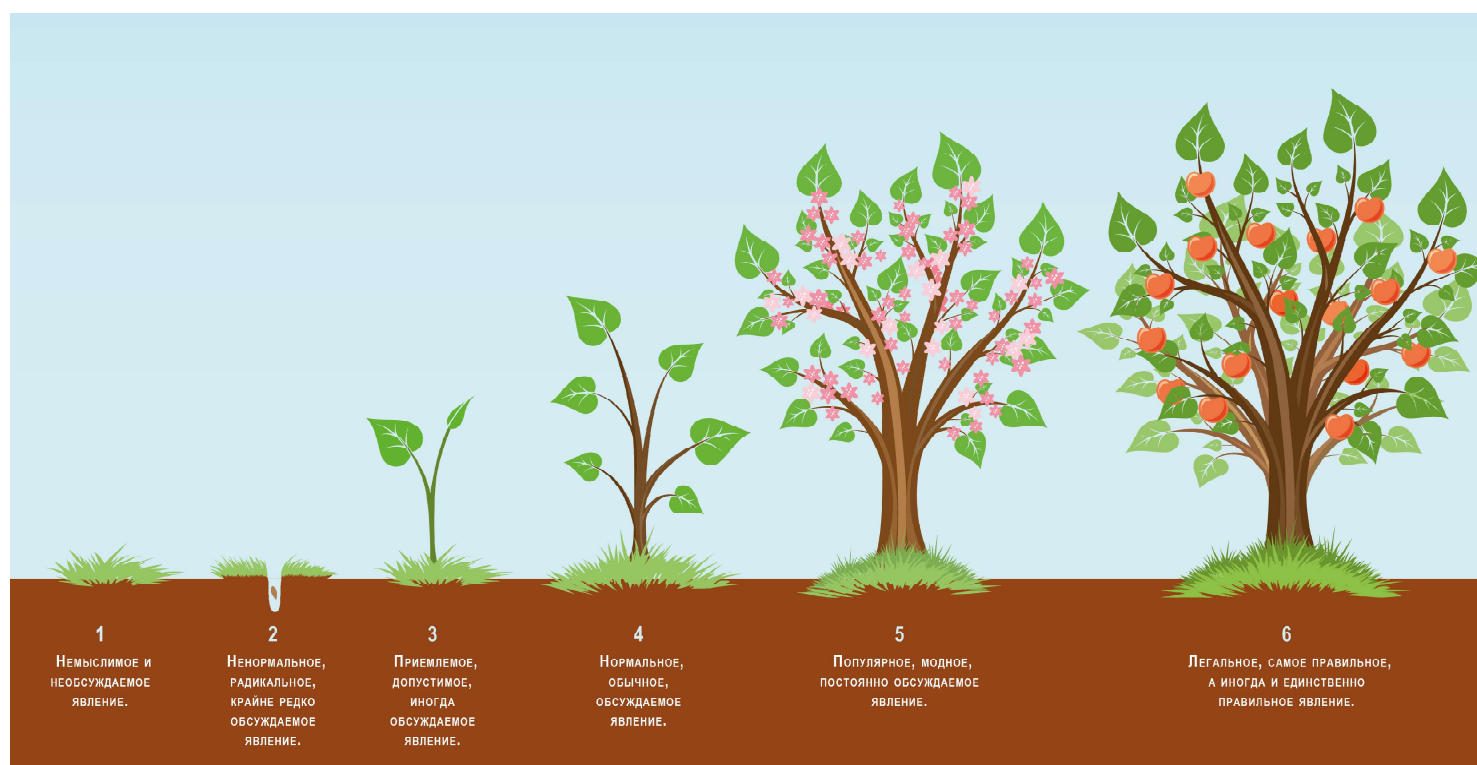 1
Немыслимое и
необсуждаемое
явление.
2
Ненормальное,
радикальное,
крайне редко
обсуждаемое
явление.
3
Приемлемое,
допустимое,
иногда
обсуждаемое
явление.
4
Нормальное,
обычное,
обсуждаемое
явление.
5
Популярное, модное,
постоянно обсуждаемое
явление.
6
Легальное, самое правильное,
а иногда и единственно
правильное явление.